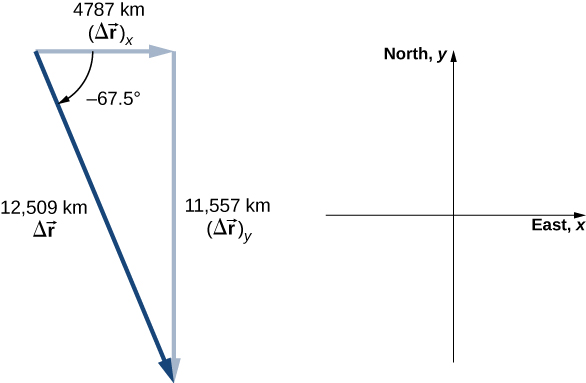 4787 km
(Δr⃗)ₓ
–67.5°
12,509 km
Δr⃗
11,557 km
(Δr⃗)ᵧ
North, y
East, x